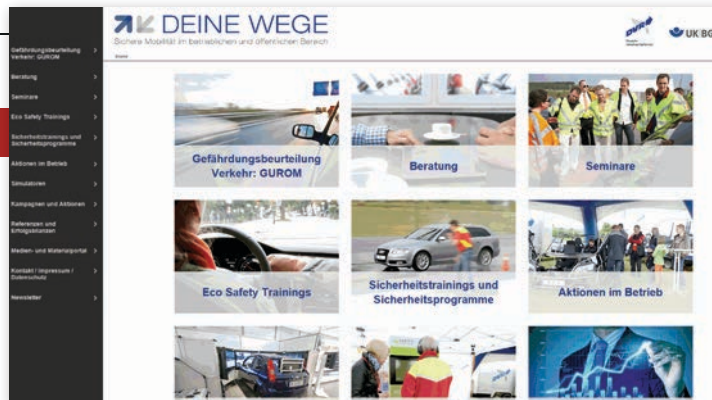 DEINE WEGE
Sichere Mobilität im betrieblichen und öffentlichen Bereich
DVR
UK|BG
Gefährdungsbeurteilung
Verkehr: GUROM
Beratung
Seminare
Eco Safety Trainings
Sicherheitstrainings und
Sicherheitsprogramme
Aktionen im Betrieb
Simulatoren
Kampagnen und Aktionen
Referenzen und
Erfolgsbilanzen
Medien- und Materialportal
Kontakt / Impressum /
Datenschutz
Newsletter
Gefährdungsbeurteilung
Verkehr: GUROM
Beratung
Seminare
Eco Safety Trainings
Sicherheitstrainings und
Sicherheitsprogramme
Aktionen im Betrieb